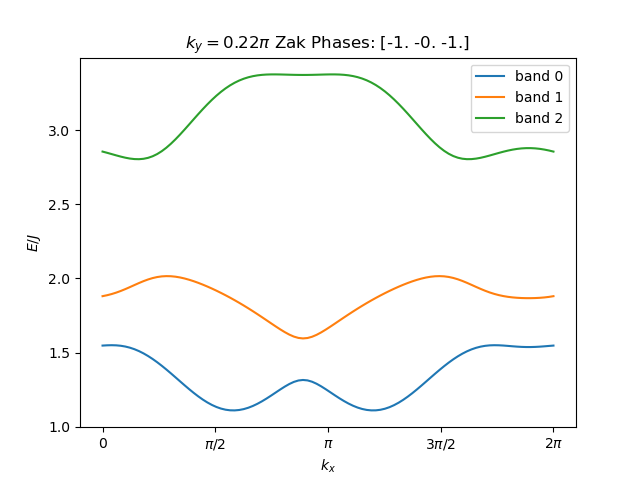 k_y = 0.22π Zak Phases: [-1. -0. -1.]
band 0
band 1
band 2
3.0
2.5
2.0
1.5
1.0
E/J
0 π/2 π 3π/2 2π
k_x